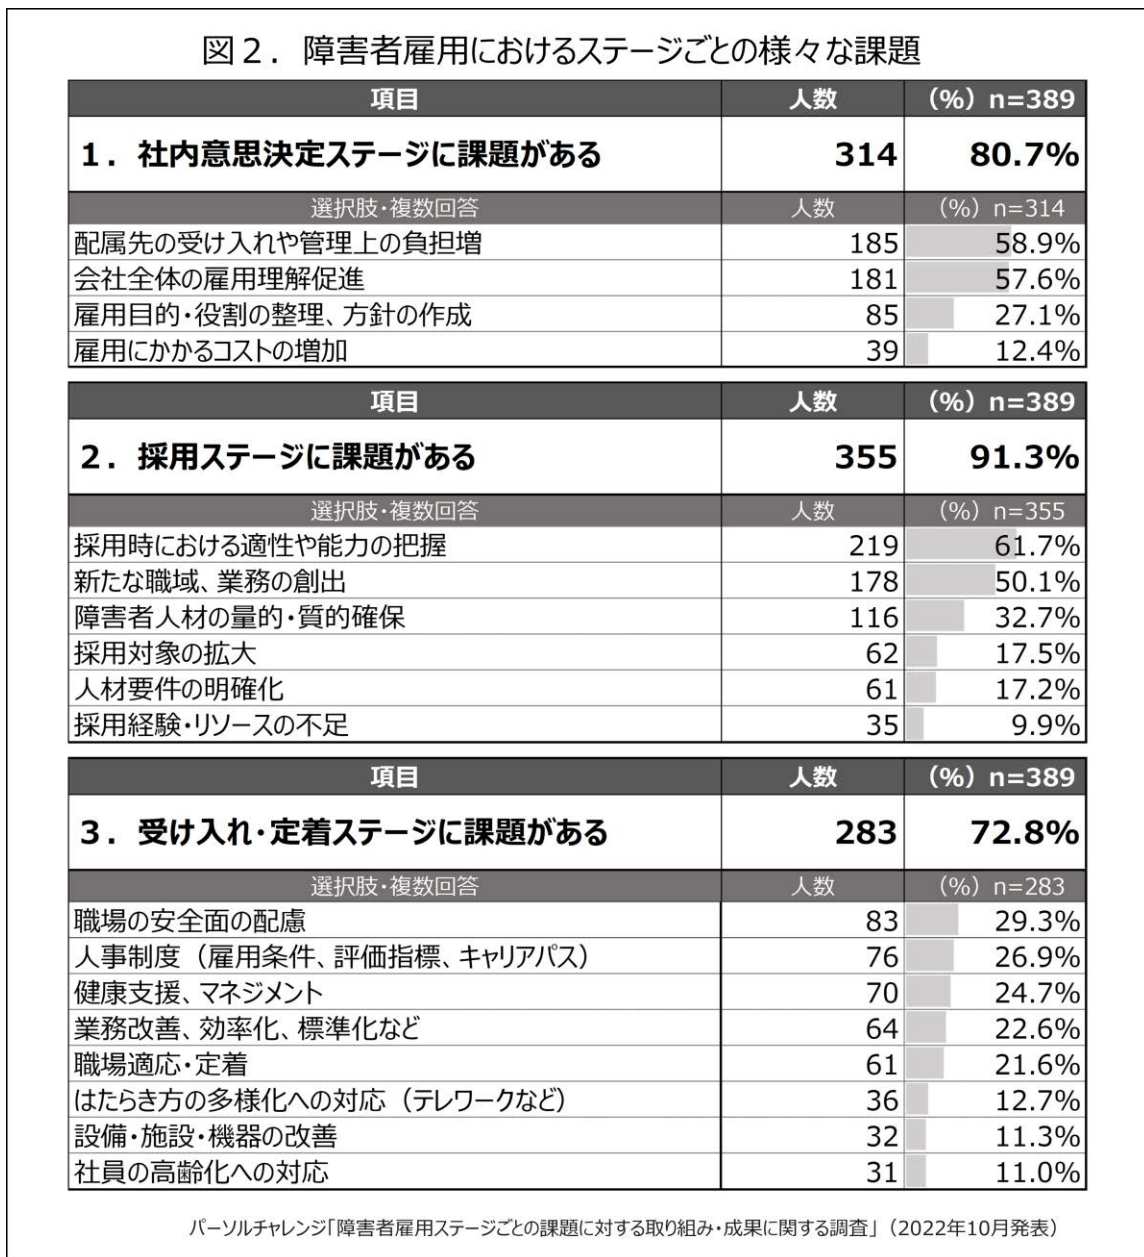 図２．障害者雇用におけるステージごとの様々な課題
項目 人数 （%）n=389
１．社内意思決定ステージに課題がある 314 80.7%
選択肢・複数回答 人数 （%）n=314
配属先の受け入れや管理上の負担増 185 58.9%
会社全体の雇用理解促進 181 57.6%
雇用目的・役割の整理、方針の作成 85 27.1%
雇用にかかるコストの増加 39 12.4%
項目 人数 （%）n=389
２．採用ステージに課題がある 355 91.3%
選択肢・複数回答 人数 （%）n=355
採用時における適性や能力の把握 219 61.7%
新たな職域、業務の創出 178 50.1%
障害者人材の量的・質的確保 116 32.7%
採用対象の拡大 62 17.5%
人材要件の明確化 61 17.2%
採用経験・リソースの不足 35 9.9%
項目 人数 （%）n=389
３．受け入れ・定着ステージに課題がある 283 72.8%
選択肢・複数回答 人数 （%）n=283
職場の安全面の配慮 83 29.3%
人事制度（雇用条件、評価指標、キャリアパス） 76 26.9%
健康支援、マネジメント 70 24.7%
業務改善、効率化、標準化など 64 22.6%
職場適応・定着 61 21.6%
はたらき方の多様化への対応（テレワークなど） 36 12.7%
設備・施設・機器の改善 32 11.3%
社員の高齢化への対応 31 11.0%
パーソルチャレンジ「障害者雇用ステージごとの課題に対する取り組み・成果に関する調査」（2022年10月発表）